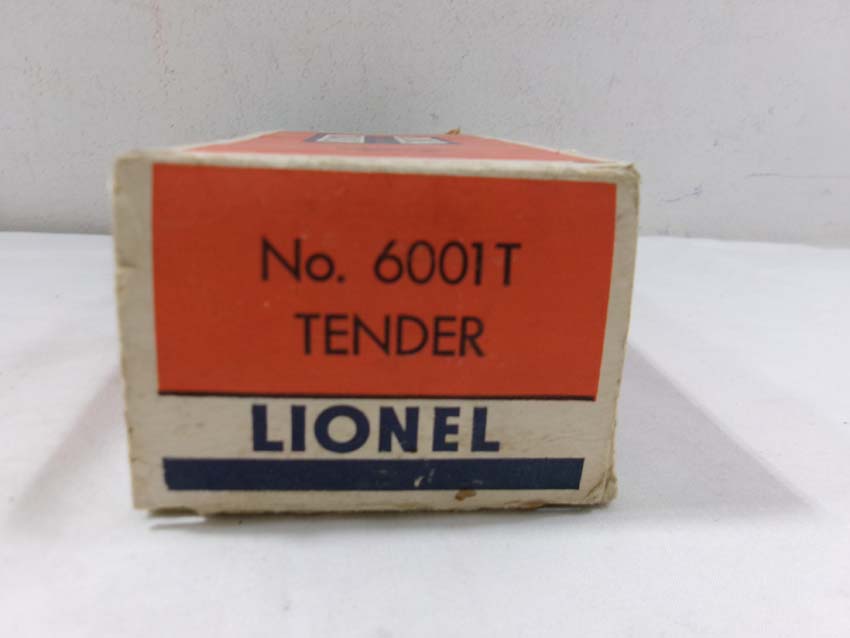 No. 6001T
TENDER
LIONEL